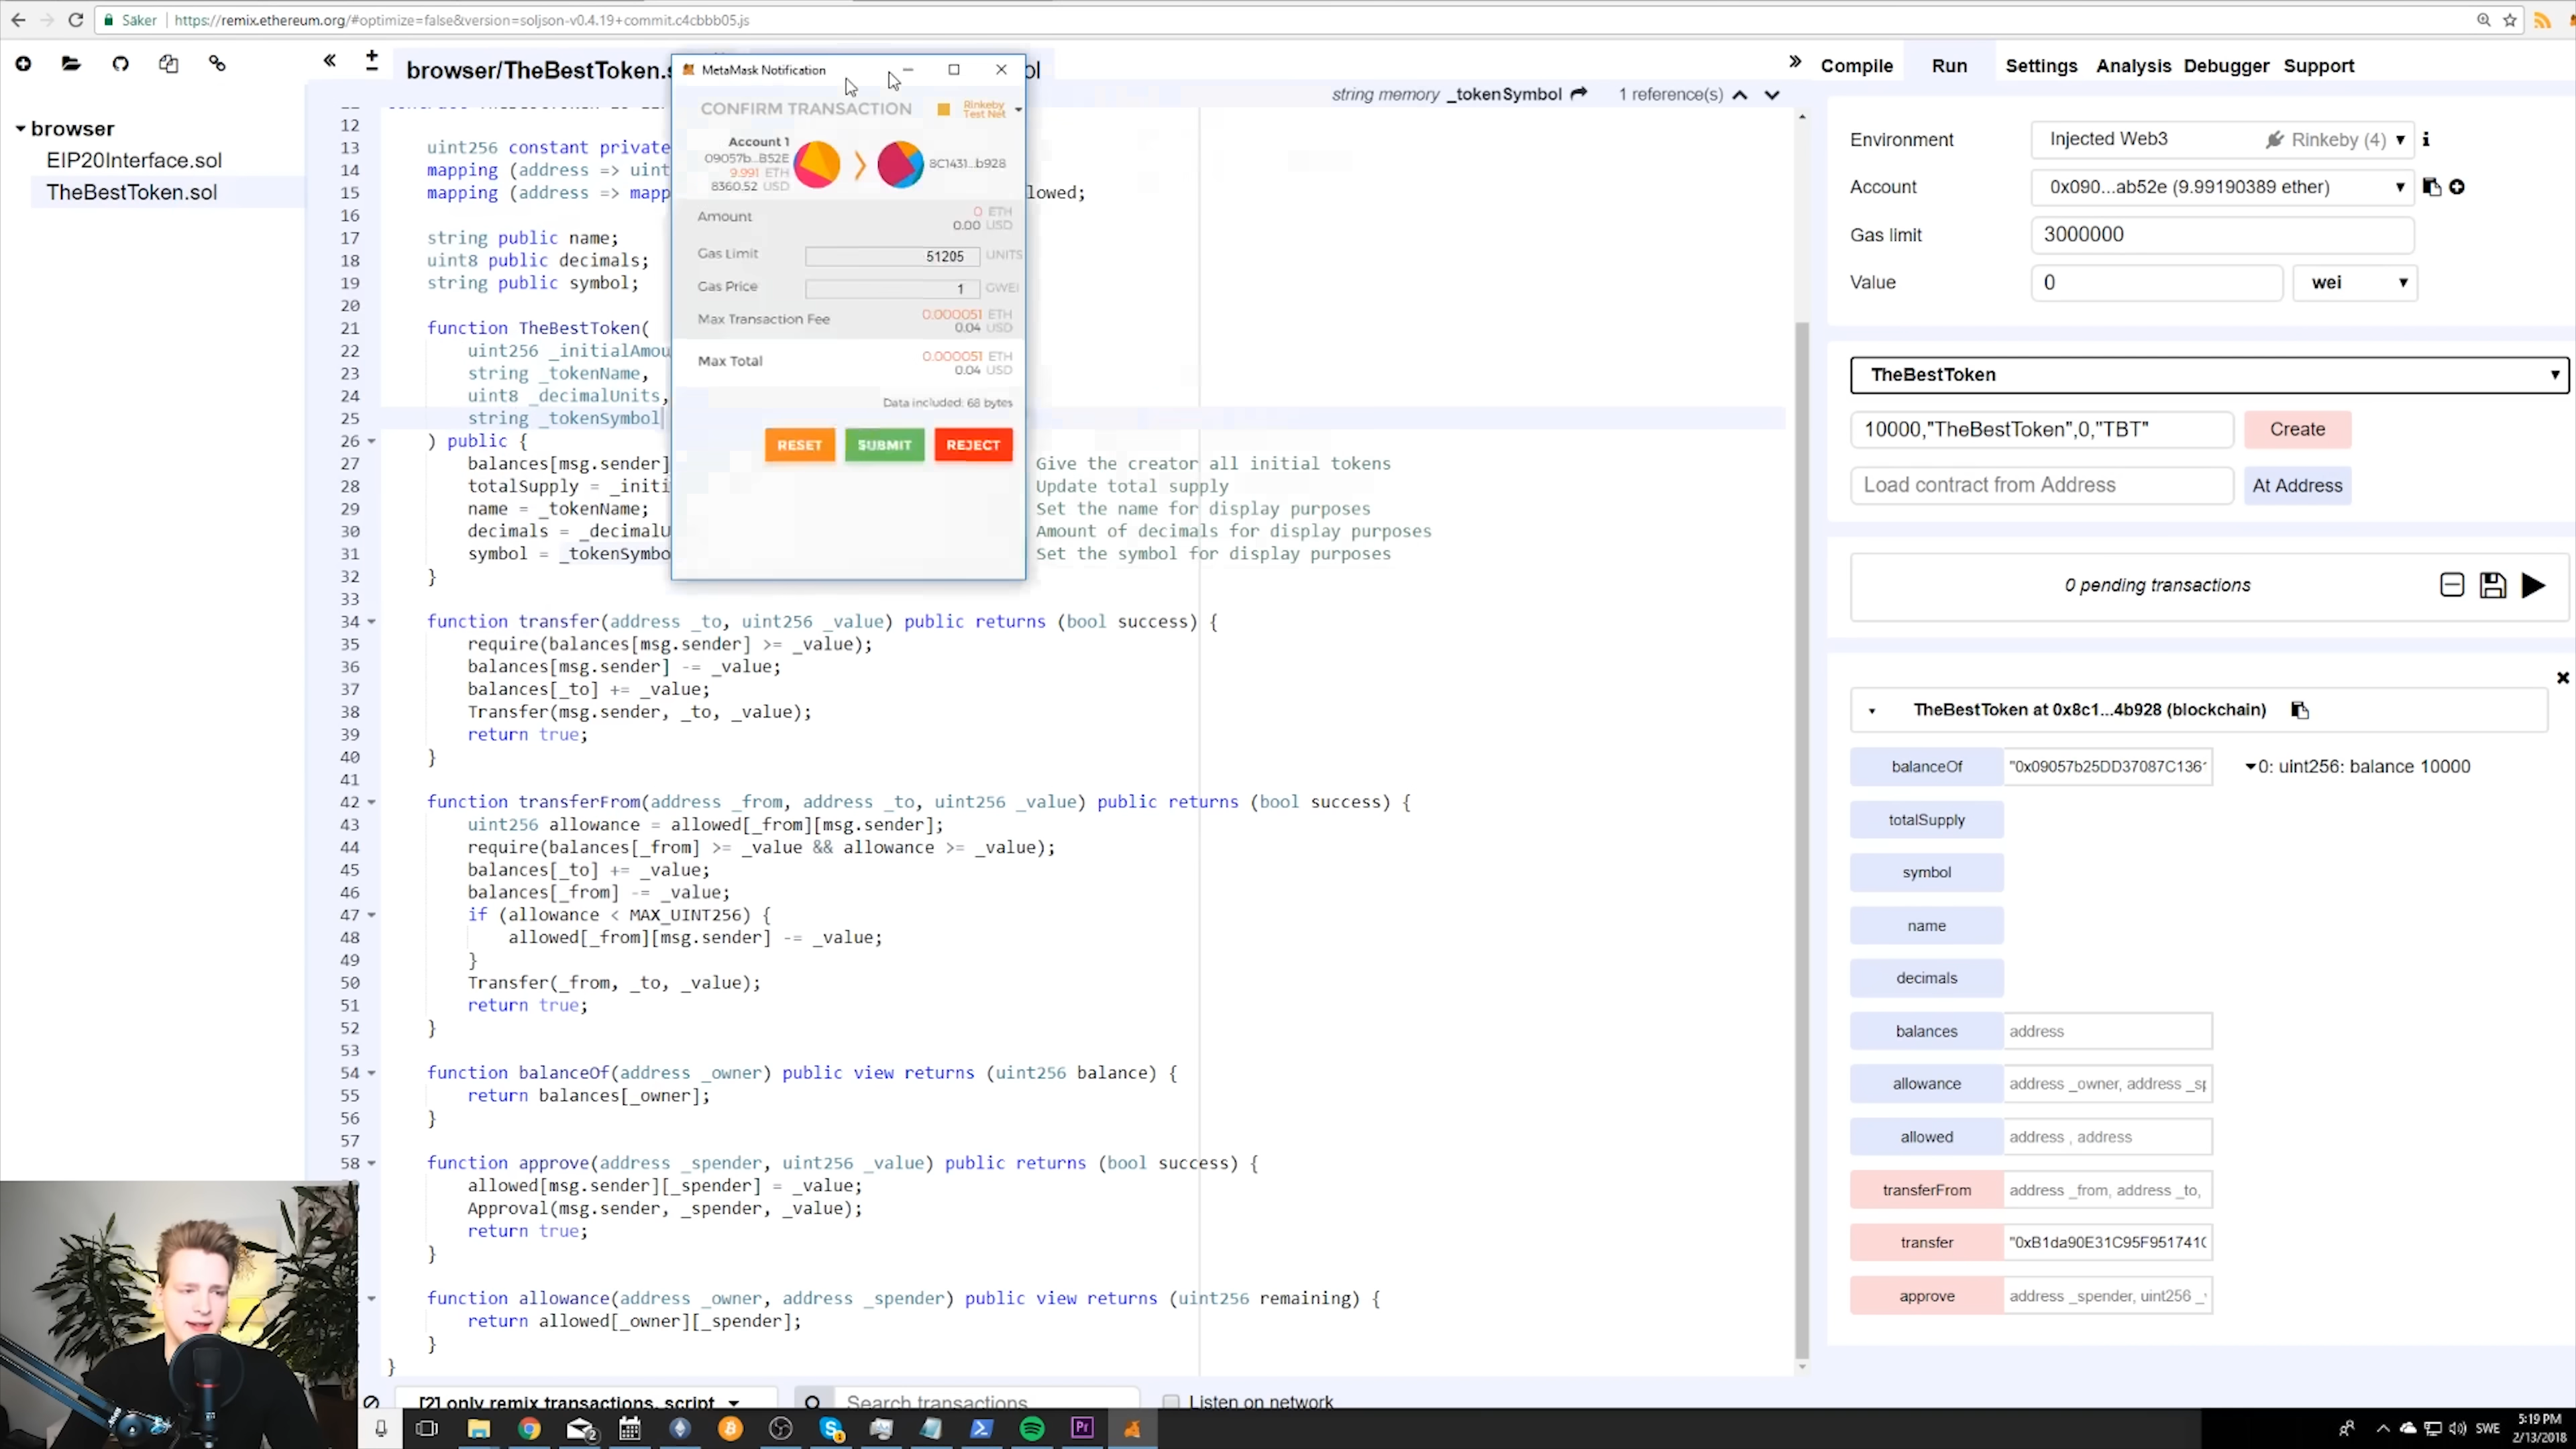 Säker
https://remix.ethereum.org/#optimize=false&version=soljson-v0.4.19+commit.c4cbbb05.js
browser
EIP20Interface.sol
TheBestToken.sol
browser/TheBestToken.s
string memory _tokenSymbol
1 reference(s)
12
13 uint256 constant private
14 mapping (address => uint
15 mapping (address => mapp lowed;
16
17 string public name;
18 uint8 public decimals;
19 string public symbol;
20
21 function TheBestToken(
22 uint256 _initialAmou
23 string _tokenName,
24 uint8 _decimalUnits,
25 string _tokenSymbol
26 ) public {
27 balances[msg.sender] Give the creator all initial tokens
28 totalSupply = _initi Update total supply
29 name = _tokenName; Set the name for display purposes
30 decimals = _decimalU Amount of decimals for display purposes
31 symbol = _tokenSymbo Set the symbol for display purposes
32 }
33
34 function transfer(address _to, uint256 _value) public returns (bool success) {
35 require(balances[msg.sender] >= _value);
36 balances[msg.sender] -= _value;
37 balances[_to] += _value;
38 Transfer(msg.sender, _to, _value);
39 return true;
40 }
41
42 function transferFrom(address _from, address _to, uint256 _value) public returns (bool success) {
43 uint256 allowance = allowed[_from][msg.sender];
44 require(balances[_from] >= _value && allowance >= _value);
45 balances[_to] += _value;
46 balances[_from] -= _value;
47 if (allowance < MAX_UINT256) {
48 allowed[_from][msg.sender] -= _value;
49 }
50 Transfer(_from, _to, _value);
51 return true;
52 }
53
54 function balanceOf(address _owner) public view returns (uint256 balance) {
55 return balances[_owner];
56 }
57
58 function approve(address _spender, uint256 _value) public returns (bool success) {
allowed[msg.sender][_spender] = _value;
Approval(msg.sender, _spender, _value);
return true;
}
function allowance(address _owner, address _spender) public view returns (uint256 remaining) {
return allowed[_owner][_spender];
}
}
[2] only remix transactions, script
Search transactions
Listen on network
MetaMask Notification
CONFIRM TRANSACTION
Rinkeby
Test Net
Account 1
09057b...B52E
9.991 ETH
8360.52 USD
8C1431...b928
Amount
0 ETH
0.00 USD
Gas Limit 51205 UNITS
Gas Price 1 GWEI
Max Transaction Fee
0.000051 ETH
0.04 USD
Max Total
0.000051 ETH
0.04 USD
Data included: 68 bytes
RESET SUBMIT REJECT
Compile Run Settings Analysis Debugger Support
Environment Injected Web3 Rinkeby (4)
Account 0x090...ab52e (9.99190389 ether)
Gas limit 3000000
Value 0 wei
TheBestToken
10000,"TheBestToken",0,"TBT" Create
Load contract from Address At Address
0 pending transactions
TheBestToken at 0x8c1...4b928 (blockchain)
balanceOf "0x09057b25DD37087C136 0: uint256: balance 10000
totalSupply
symbol
name
decimals
balances address
allowance address _owner, address _sp
allowed address , address
transferFrom address _from, address _to,
transfer "0xB1da90E31C95F951741
approve address _spender, uint256 _
SWE
5:19 PM
2/13/2018